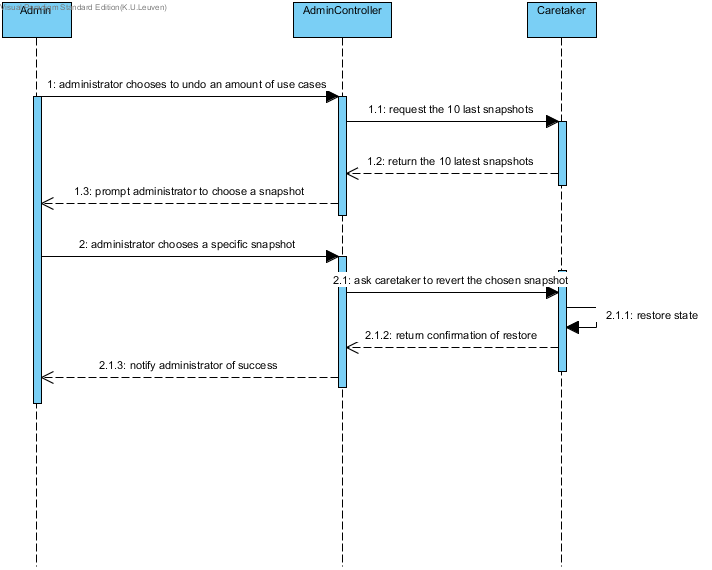 Visual Paradigm Standard Edition(K.U.Leuven)
Admin
AdminController
Caretaker
1: administrator chooses to undo an amount of use cases
1.1: request the 10 last snapshots
1.2: return the 10 latest snapshots
1.3: prompt administrator to choose a snapshot
2: administrator chooses a specific snapshot
2.1: ask caretaker to revert the chosen snapshot
2.1.1: restore state
2.1.2: return confirmation of restore
2.1.3: notify administrator of success